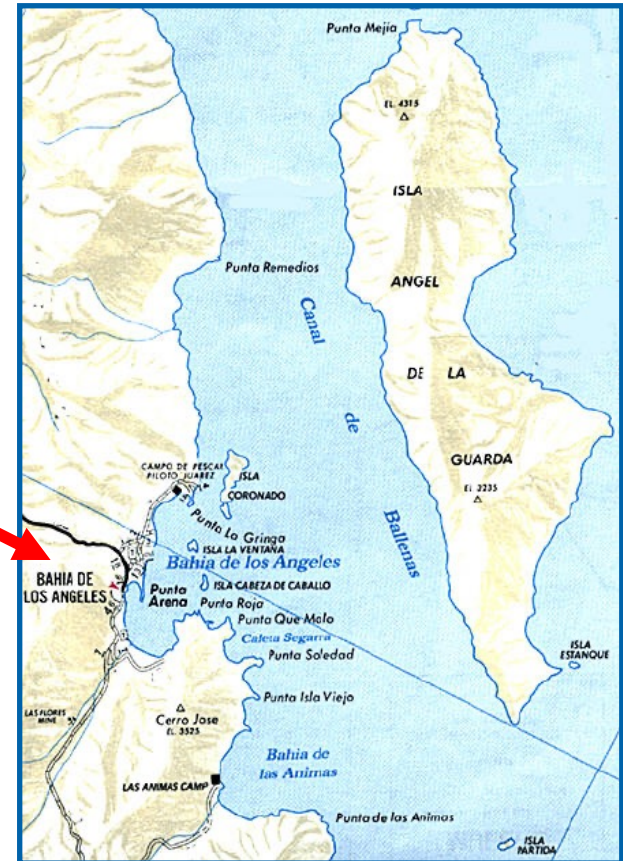 Punta Mejia
EL. 4315
ISLA
ANGEL
DE LA
GUARDA
EL 3235
Punta Remedios
Canal
de
Ballenas
CAMPO DE PESCAE
PILOTO JUAREZ
ISLA
CORONADO
Punta La Gringa
ISLA LA VENTANA
Bahia de los Angeles
BAHIA DE
LOS ANGELES
Punta
Arena
ISLA CABEZA DE CABALLO
Punta Roja
Punta Que Malo
Caleta Segarra
Punta Soledad
ISLA
ESTANQUE
Punta Isla Viejo
LAS FLORES
MINE
Cerro Jose
EL. 3525
Bahia de
las Animas
LAS ANIMAS CAMP
Punta de las Animas
ISLA
PARTIDA